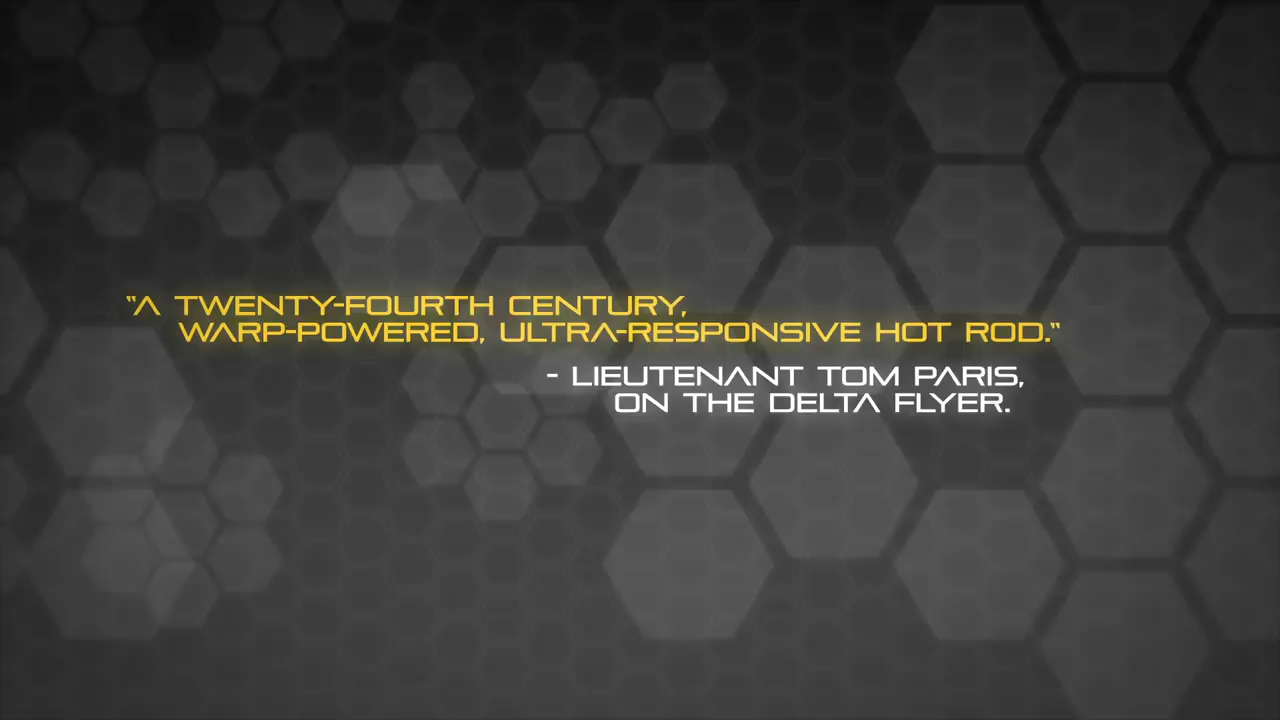 "A TWENTY-FOURTH CENTURY,
WARP-POWERED, ULTRA-RESPONSIVE HOT ROD."
- LIEUTENANT TOM PARIS,
ON THE DELTA FLYER.